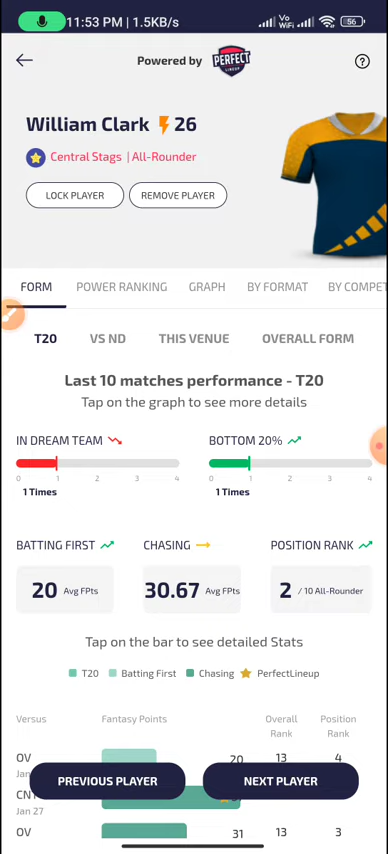 11:53 PM | 1.5KB/s Vo WiFi 56
Powered by PERFECT LINEUP
William Clark 26
Central Stags | All-Rounder
LOCK PLAYER REMOVE PLAYER
FORM POWER RANKING GRAPH BY FORMAT BY COMPET
T20 VS ND THIS VENUE OVERALL FORM
Last 10 matches performance - T20
Tap on the graph to see more details
IN DREAM TEAM BOTTOM 20%
0 1 2 3 4 0 1 2 3 4
1 Times 1 Times
BATTING FIRST CHASING POSITION RANK
20 Avg FPts 30.67 Avg FPts 2 / 10 All-Rounder
Tap on the bar to see detailed Stats
T20 Batting First Chasing PerfectLineup
Versus Fantasy Points Overall Rank Position Rank
OV 20 13 4
Jan
PREVIOUS PLAYER NEXT PLAYER
CNT
Jan 27
OV 31 13 3